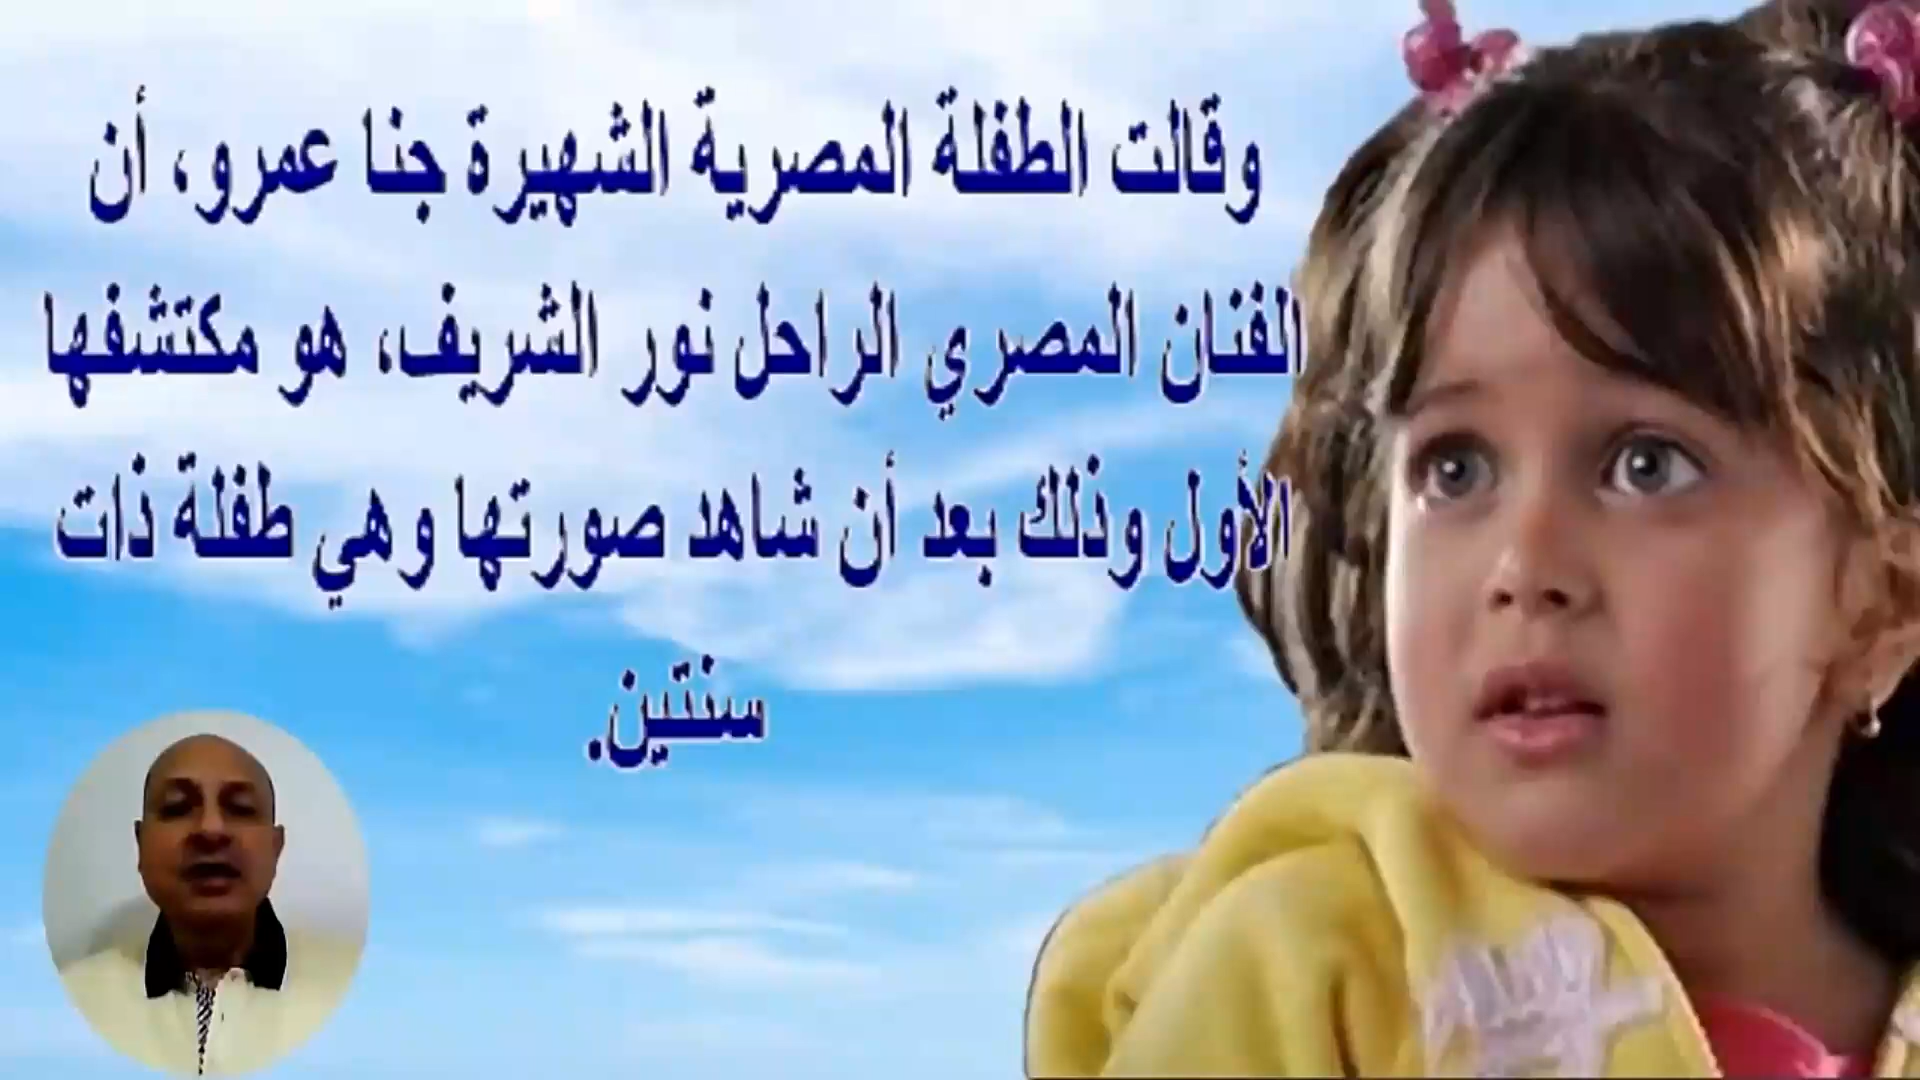 وقالت الطفلة المصرية الشهيرة جنا عمرو، أن
الفنان المصري الراحل نور الشريف، هو مكتشفها
الأول وذلك بعد أن شاهد صورتها وهي طفلة ذات
سنتين.